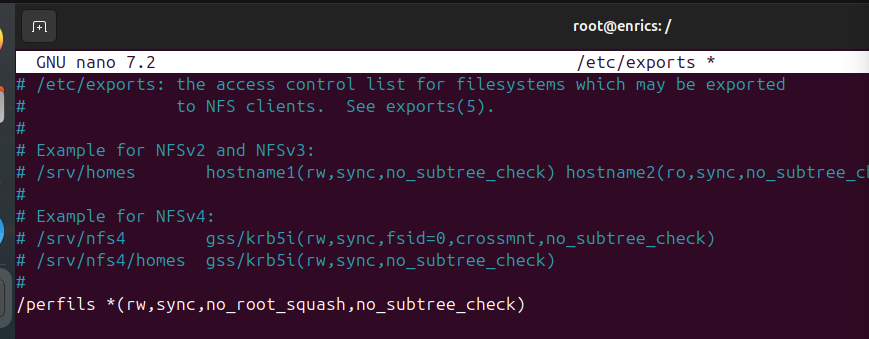 root@enrics: /
GNU nano 7.2 /etc/exports *
# /etc/exports: the access control list for filesystems which may be exported
# to NFS clients.  See exports(5).
#
# Example for NFSv2 and NFSv3:
# /srv/homes       hostname1(rw,sync,no_subtree_check) hostname2(ro,sync,no_subtree_c
#
# Example for NFSv4:
# /srv/nfs4        gss/krb5i(rw,sync,fsid=0,crossmnt,no_subtree_check)
# /srv/nfs4/homes  gss/krb5i(rw,sync,no_subtree_check)
#
/perfils *(rw,sync,no_root_squash,no_subtree_check)